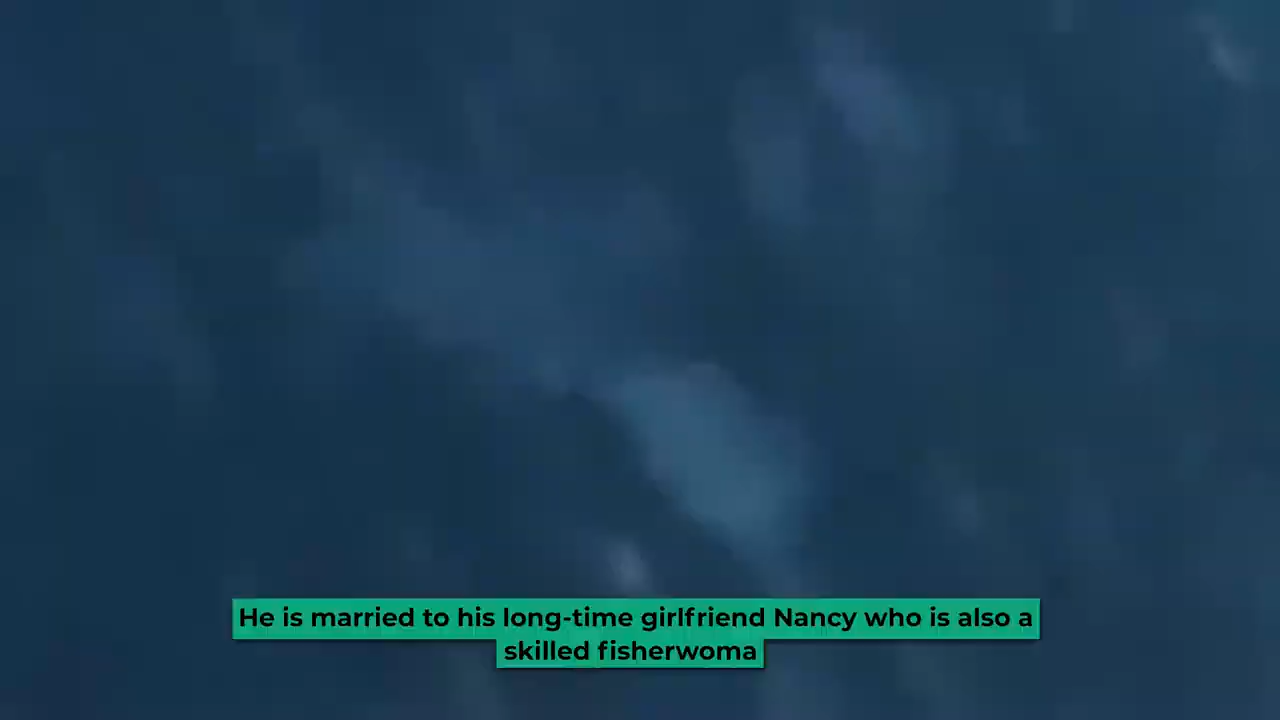 He is married to his long-time girlfriend Nancy who is also a
skilled fisherwoma